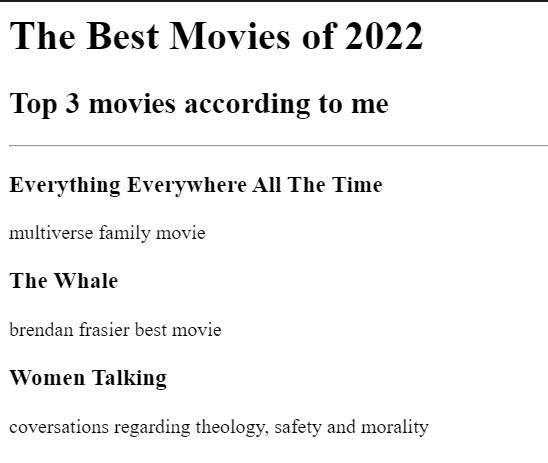 The Best Movies of 2022
Top 3 movies according to me
Everything Everywhere All The Time
multiverse family movie
The Whale
brendan frasier best movie
Women Talking
coversations regarding theology, safety and morality